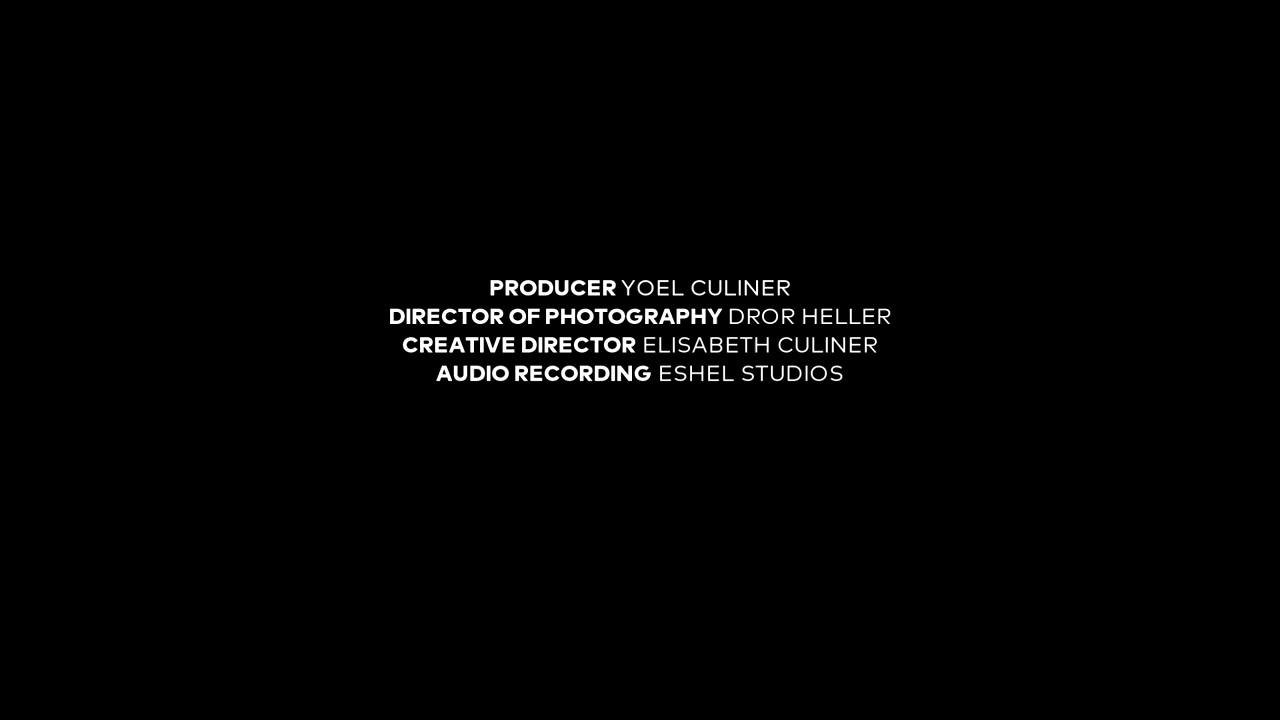 PRODUCER YOEL CULINER
DIRECTOR OF PHOTOGRAPHY DROR HELLER
CREATIVE DIRECTOR ELISABETH CULINER
AUDIO RECORDING ESHEL STUDIOS